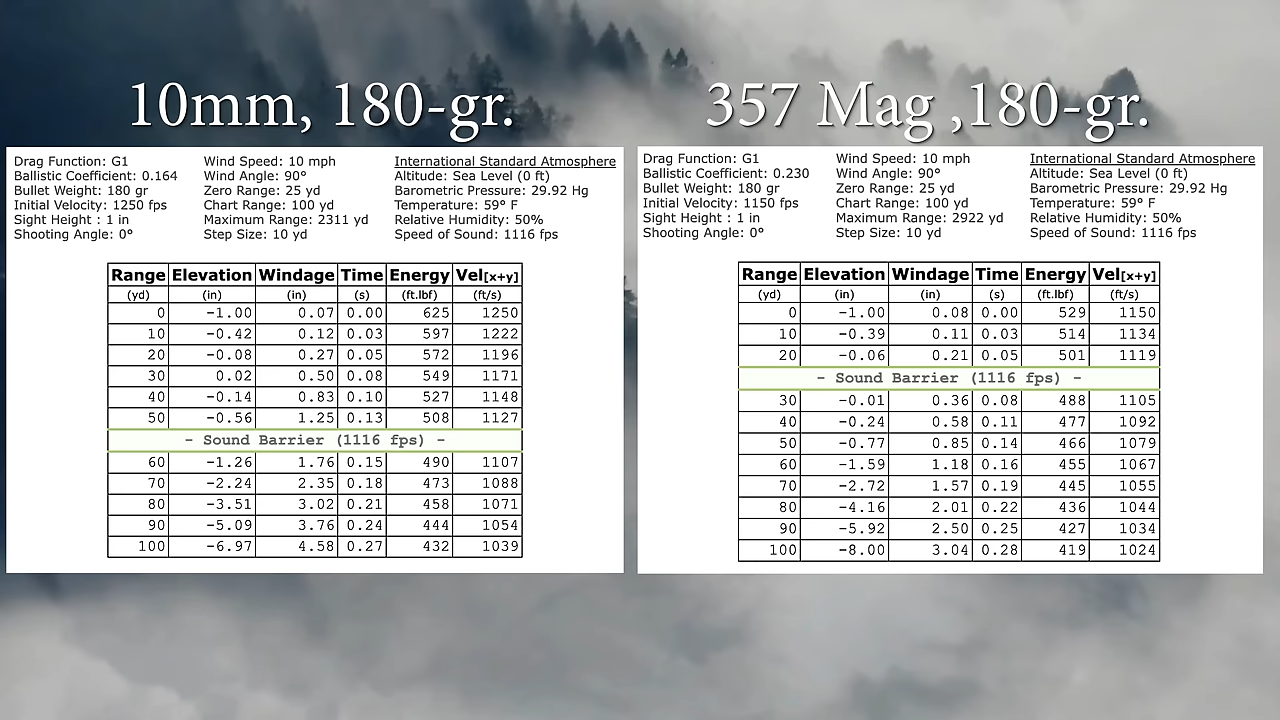 10mm, 180-gr.
Drag Function: G1
Ballistic Coefficient: 0.164
Bullet Weight: 180 gr
Initial Velocity: 1250 fps
Sight Height : 1 in
Shooting Angle: 0°
Wind Speed: 10 mph
Wind Angle: 90°
Zero Range: 25 yd
Chart Range: 100 yd
Maximum Range: 2311 yd
Step Size: 10 yd
International Standard Atmosphere
Altitude: Sea Level (0 ft)
Barometric Pressure: 29.92 Hg
Temperature: 59° F
Relative Humidity: 50%
Speed of Sound: 1116 fps
Range Elevation Windage Time Energy Vel[x+y]
(yd) (in) (in) (s) (ft.lbf) (ft/s)
0 -1.00 0.07 0.00 625 1250
10 -0.42 0.12 0.03 597 1222
20 -0.08 0.27 0.05 572 1196
30 0.02 0.50 0.08 549 1171
40 -0.14 0.83 0.10 527 1148
50 -0.56 1.25 0.13 508 1127
- Sound Barrier (1116 fps) -
60 -1.26 1.76 0.15 490 1107
70 -2.24 2.35 0.18 473 1088
80 -3.51 3.02 0.21 458 1071
90 -5.09 3.76 0.24 444 1054
100 -6.97 4.58 0.27 432 1039
357 Mag ,180-gr.
Drag Function: G1
Ballistic Coefficient: 0.230
Bullet Weight: 180 gr
Initial Velocity: 1150 fps
Sight Height : 1 in
Shooting Angle: 0°
Wind Speed: 10 mph
Wind Angle: 90°
Zero Range: 25 yd
Chart Range: 100 yd
Maximum Range: 2922 yd
Step Size: 10 yd
International Standard Atmosphere
Altitude: Sea Level (0 ft)
Barometric Pressure: 29.92 Hg
Temperature: 59° F
Relative Humidity: 50%
Speed of Sound: 1116 fps
Range Elevation Windage Time Energy Vel[x+y]
(yd) (in) (in) (s) (ft.lbf) (ft/s)
0 -1.00 0.08 0.00 529 1150
10 -0.39 0.11 0.03 514 1134
20 -0.06 0.21 0.05 501 1119
- Sound Barrier (1116 fps) -
30 -0.01 0.36 0.08 488 1105
40 -0.24 0.58 0.11 477 1092
50 -0.77 0.85 0.14 466 1079
60 -1.59 1.18 0.16 455 1067
70 -2.72 1.57 0.19 445 1055
80 -4.16 2.01 0.22 436 1044
90 -5.92 2.50 0.25 427 1034
100 -8.00 3.04 0.28 419 1024